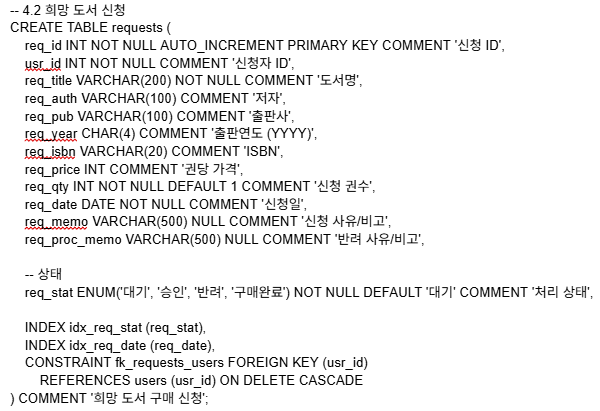 -- 4.2 희망 도서 신청
CREATE TABLE requests (
req_id INT NOT NULL AUTO_INCREMENT PRIMARY KEY COMMENT '신청 ID',
usr_id INT NOT NULL COMMENT '신청자 ID',
req_title VARCHAR(200) NOT NULL COMMENT '도서명',
req_auth VARCHAR(100) COMMENT '저자',
req_pub VARCHAR(100) COMMENT '출판사',
req_year CHAR(4) COMMENT '출판연도 (YYYY)',
req_isbn VARCHAR(20) COMMENT 'ISBN',
req_price INT COMMENT '권당 가격',
req_qty INT NOT NULL DEFAULT 1 COMMENT '신청 권수',
req_date DATE NOT NULL COMMENT '신청일',
req_memo VARCHAR(500) NULL COMMENT '신청 사유/비고',
req_proc_memo VARCHAR(500) NULL COMMENT '반려 사유/비고',
-- 상태
req_stat ENUM('대기', '승인', '반려', '구매완료') NOT NULL DEFAULT '대기' COMMENT '처리 상태',
INDEX idx_req_stat (req_stat),
INDEX idx_req_date (req_date),
CONSTRAINT fk_requests_users FOREIGN KEY (usr_id)
REFERENCES users (usr_id) ON DELETE CASCADE
) COMMENT '희망 도서 구매 신청';